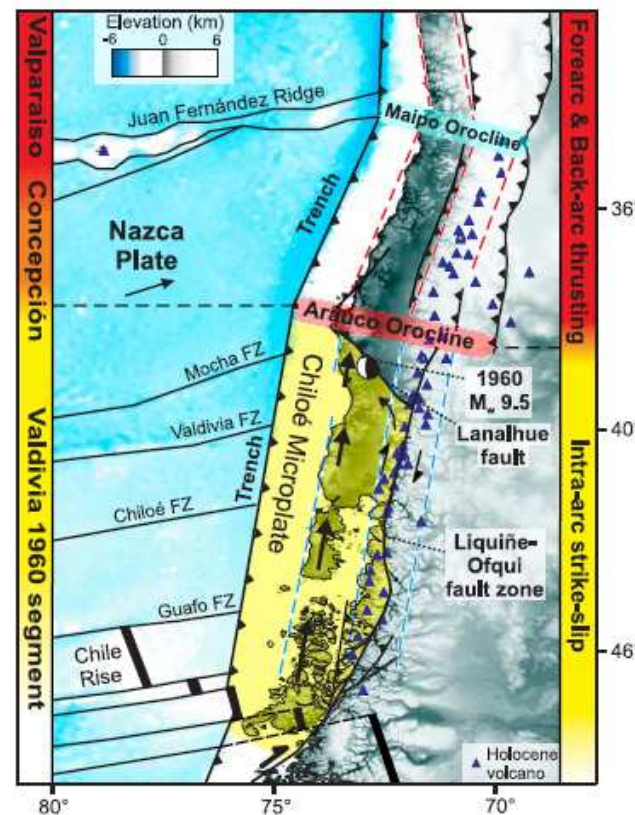 Elevation (km)
-6 0 6
Valparaiso
Concepción
Valdivia 1960 segment
Forearc & Back-arc thrusting
Intra-arc strike-slip
Juan Fernández Ridge
Maipo Orocline
Trench
Nazca
Plate
Arauco Orocline
Mocha FZ
1960
Mw 9.5
Chiloé Microplate
Lanalhue
fault
Valdivia FZ
Trench
Chiloé FZ
Liquiñe-
Ofqui
fault zone
Guafo FZ
Chile
Rise
Holocene
volcano
36°
40°
46°
80° 75° 70°